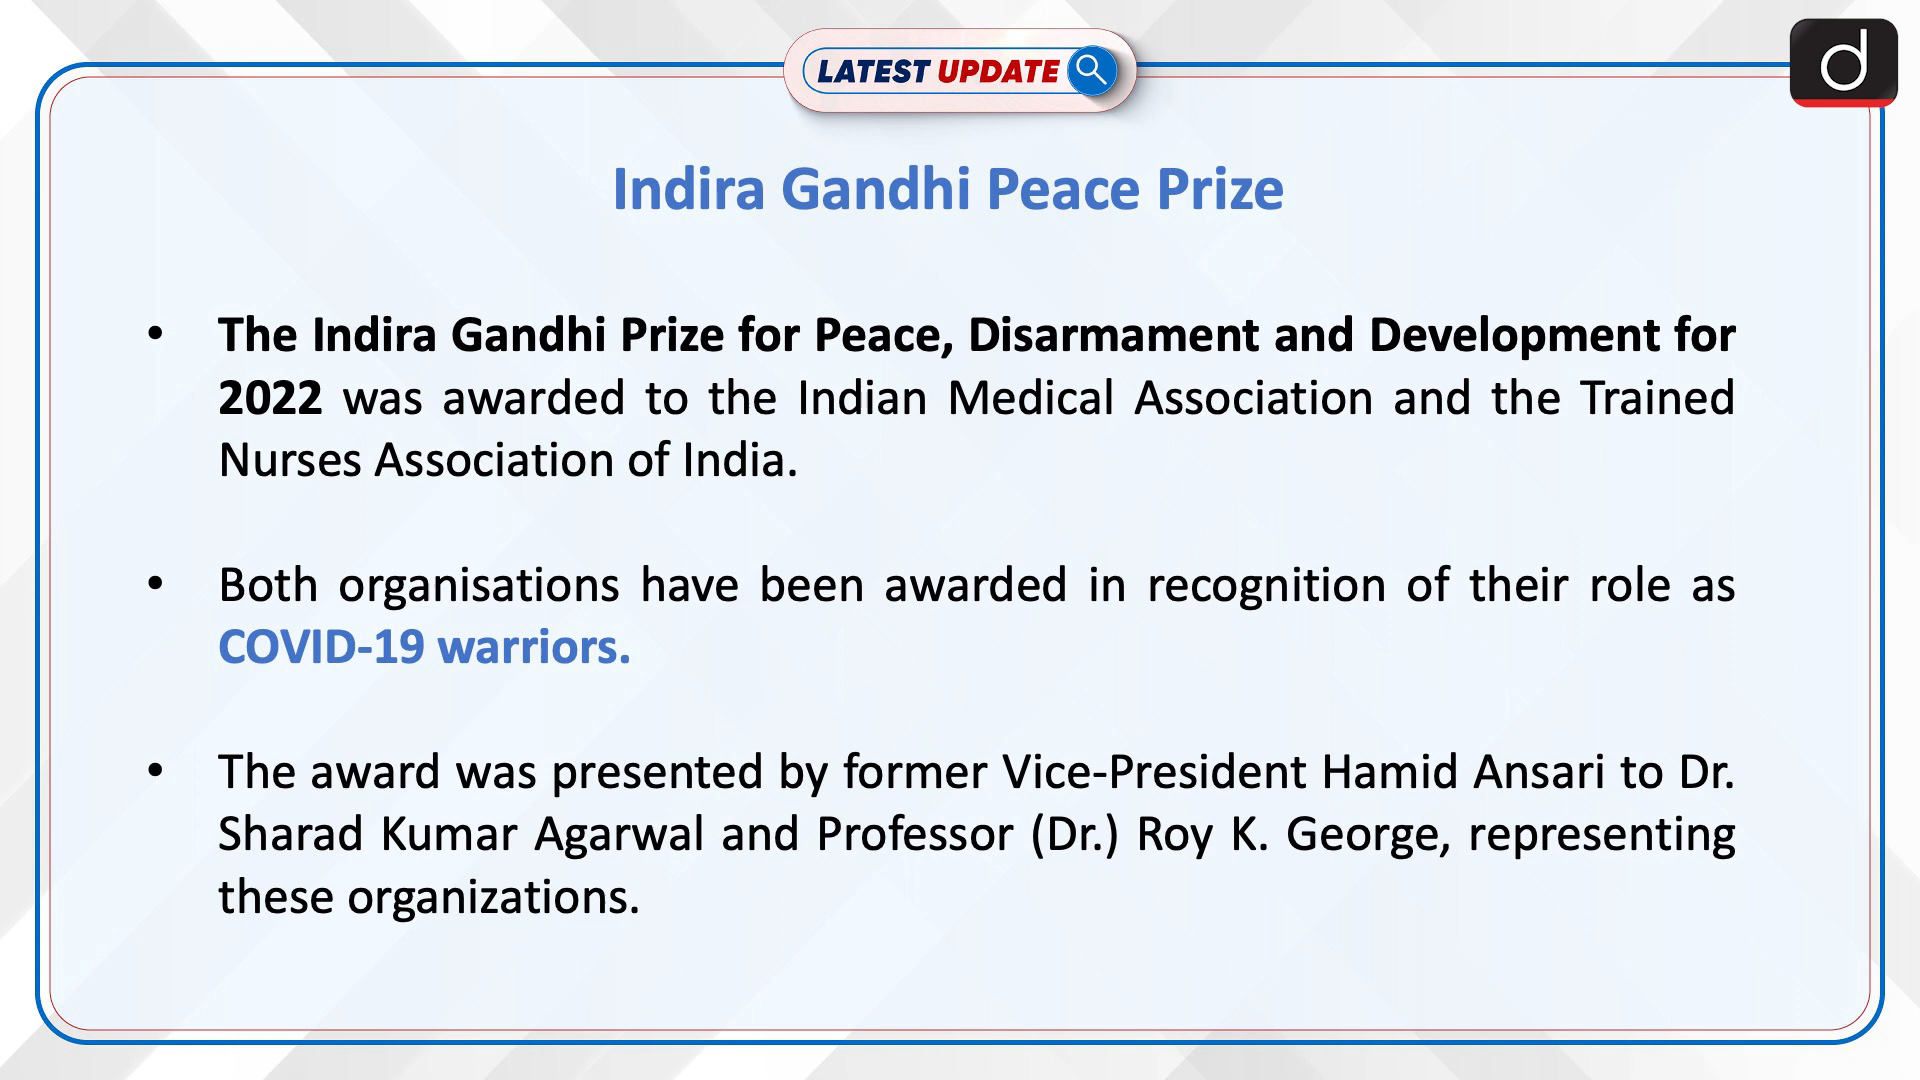 LATEST UPDATE
d
Indira Gandhi Peace Prize
• The Indira Gandhi Prize for Peace, Disarmament and Development for
2022 was awarded to the Indian Medical Association and the Trained
Nurses Association of India.
• Both organisations have been awarded in recognition of their role as
COVID-19 warriors.
• The award was presented by former Vice-President Hamid Ansari to Dr.
Sharad Kumar Agarwal and Professor (Dr.) Roy K. George, representing
these organizations.